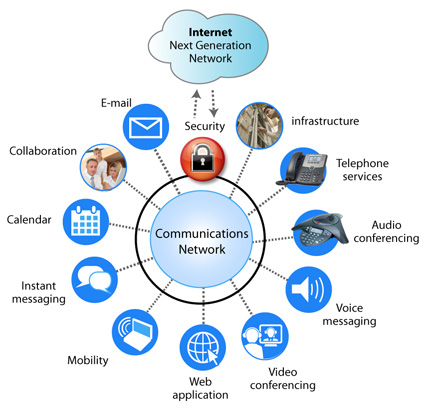 Internet
Next Generation
Network
E-mail
Security
infrastructure
Collaboration
Telephone
services
Calendar
Communications
Network
Audio
conferencing
Instant
messaging
Voice
messaging
Mobility
Web
application
Video
conferencing